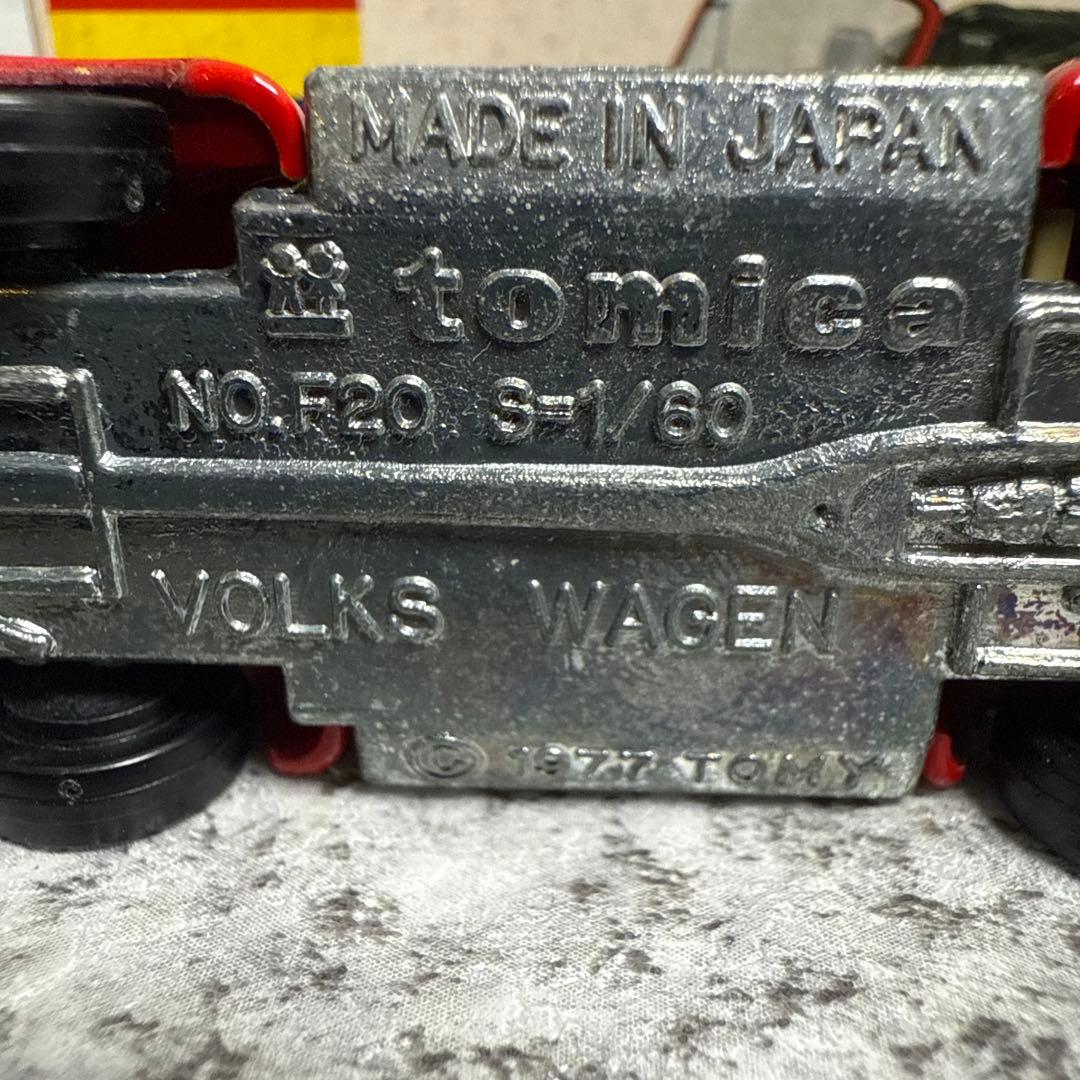 MADE IN JAPAN
tomica
NO.F20 S=1/60
VOLKS WAGEN
© 1977 TOMY